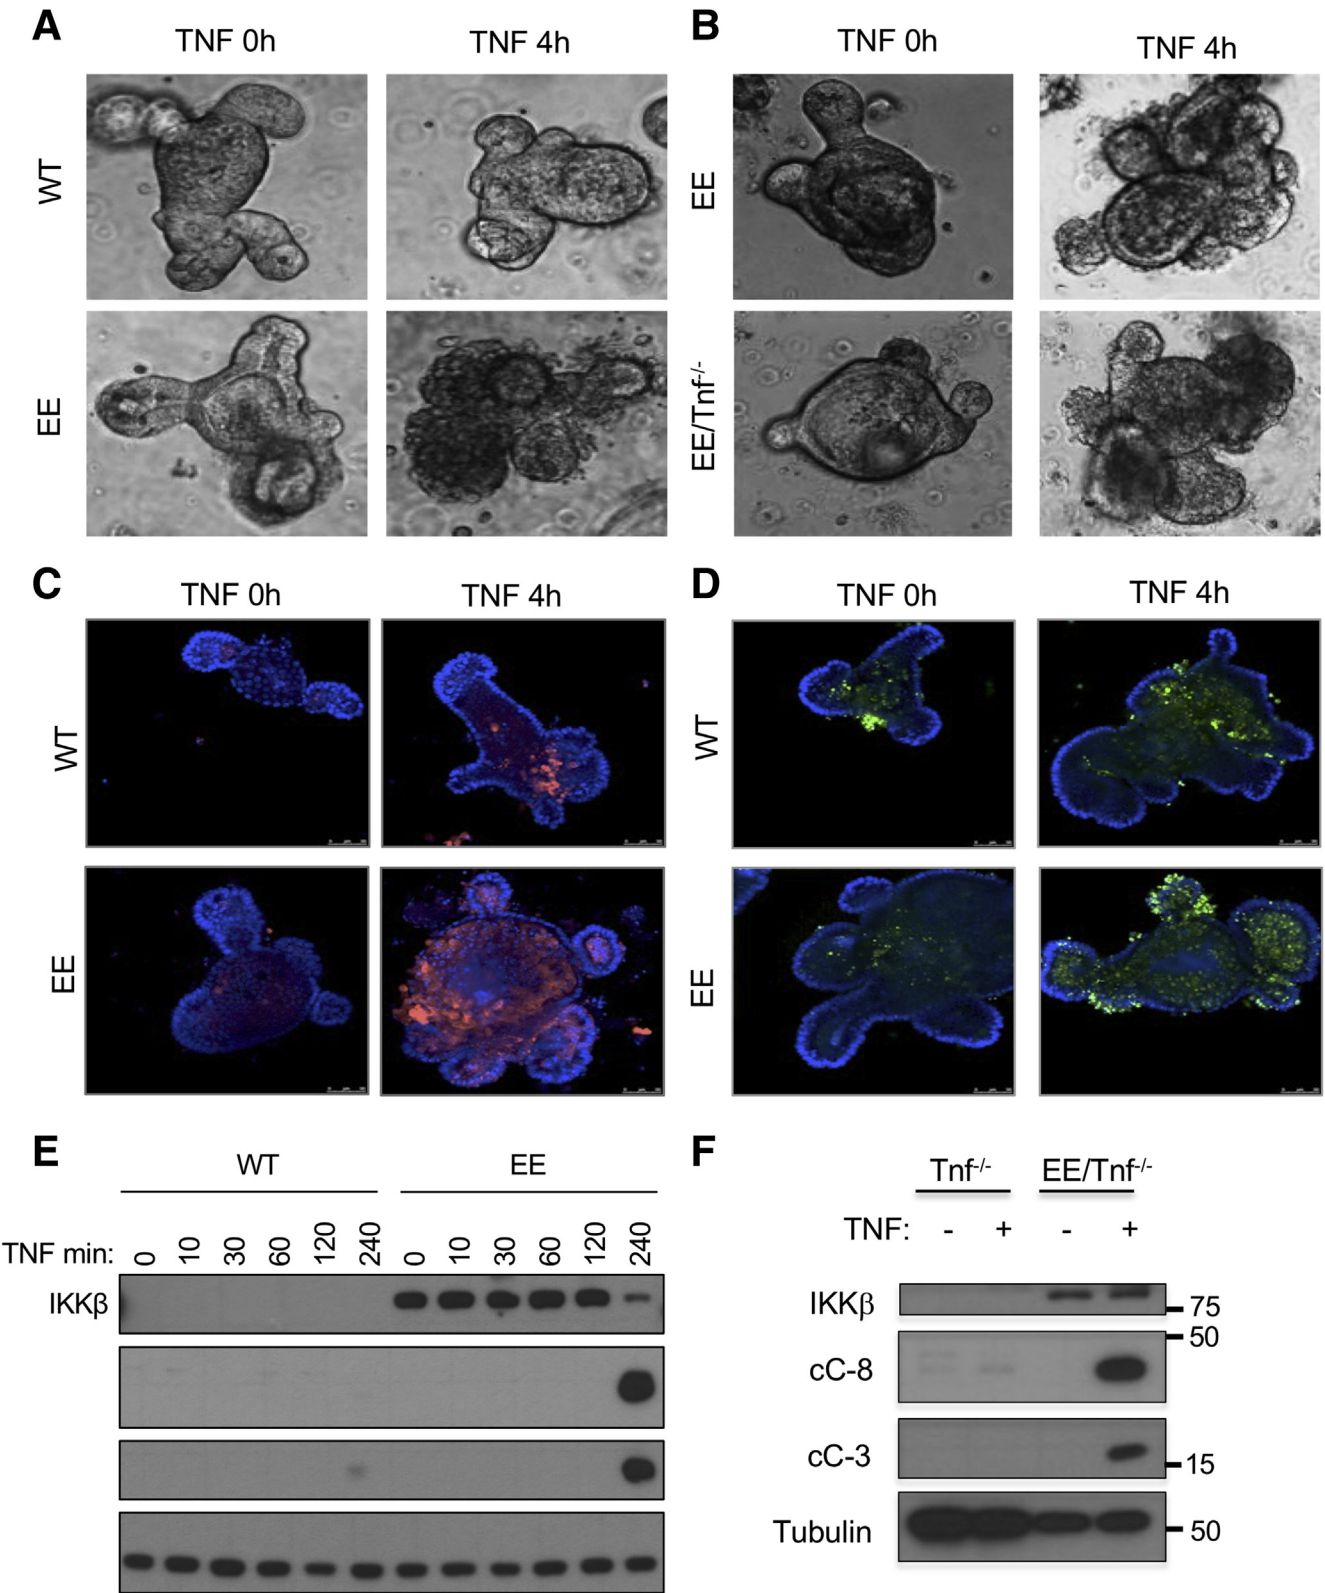 A
TNF 0h
TNF 4h
WT
EE
B
TNF 0h
TNF 4h
EE
EE/Tnf-/-
C
TNF 0h
TNF 4h
WT
EE
D
TNF 0h
TNF 4h
WT
EE
E
WT
EE
TNF min:
0
10
30
60
120
240
0
10
30
60
120
240
IKKβ
F
Tnf-/-
EE/Tnf-/-
TNF:
-
+
-
+
IKKβ
75
50
cC-8
cC-3
15
Tubulin
50